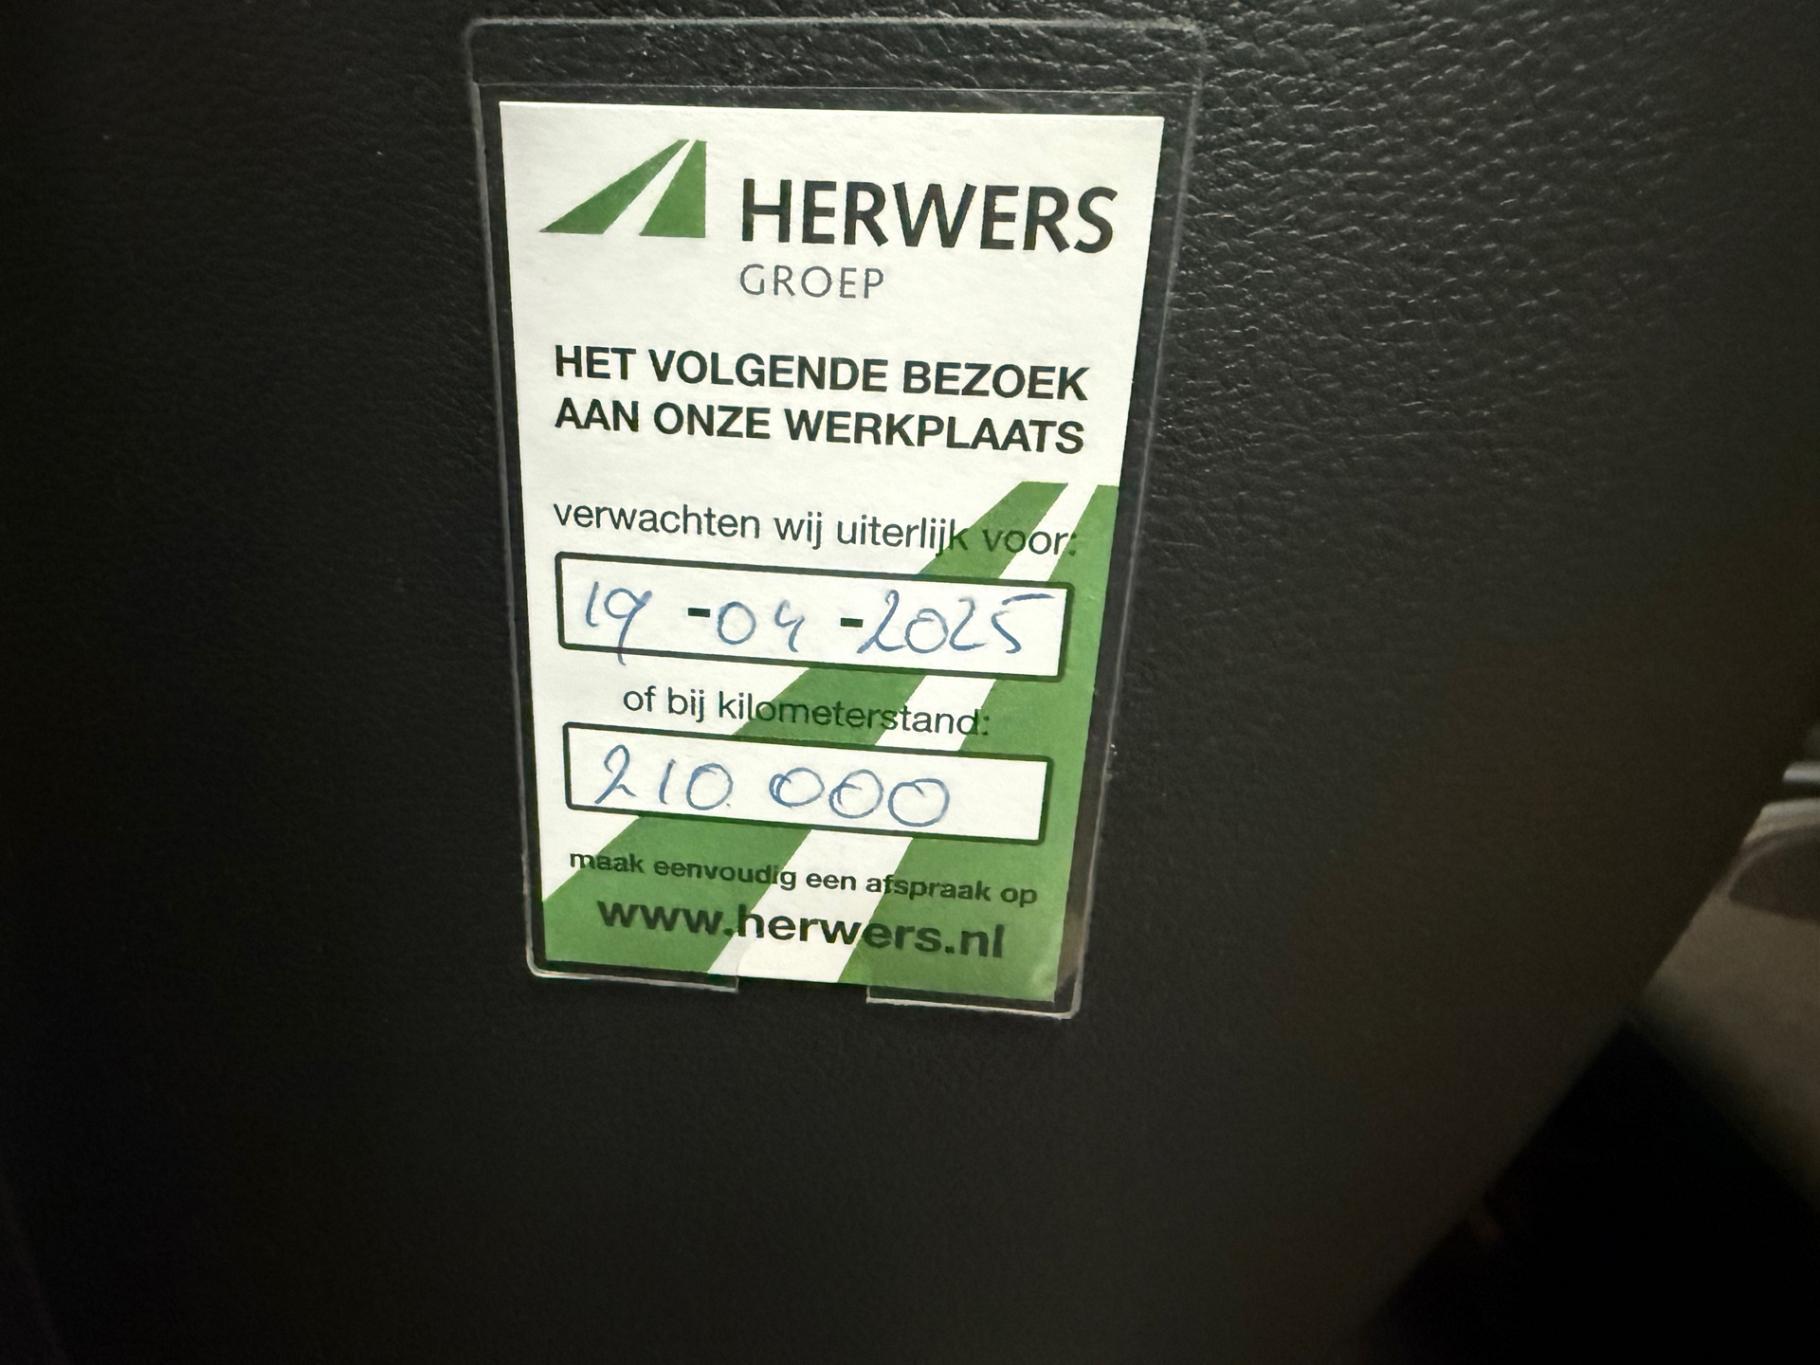 HERWERS
GROEP
HET VOLGENDE BEZOEK
AAN ONZE WERKPLAATS
verwachten wij uiterlijk voor:
19 -04 -2025
of bij kilometerstand:
210.000
maak eenvoudig een afspraak op
www.herwers.nl